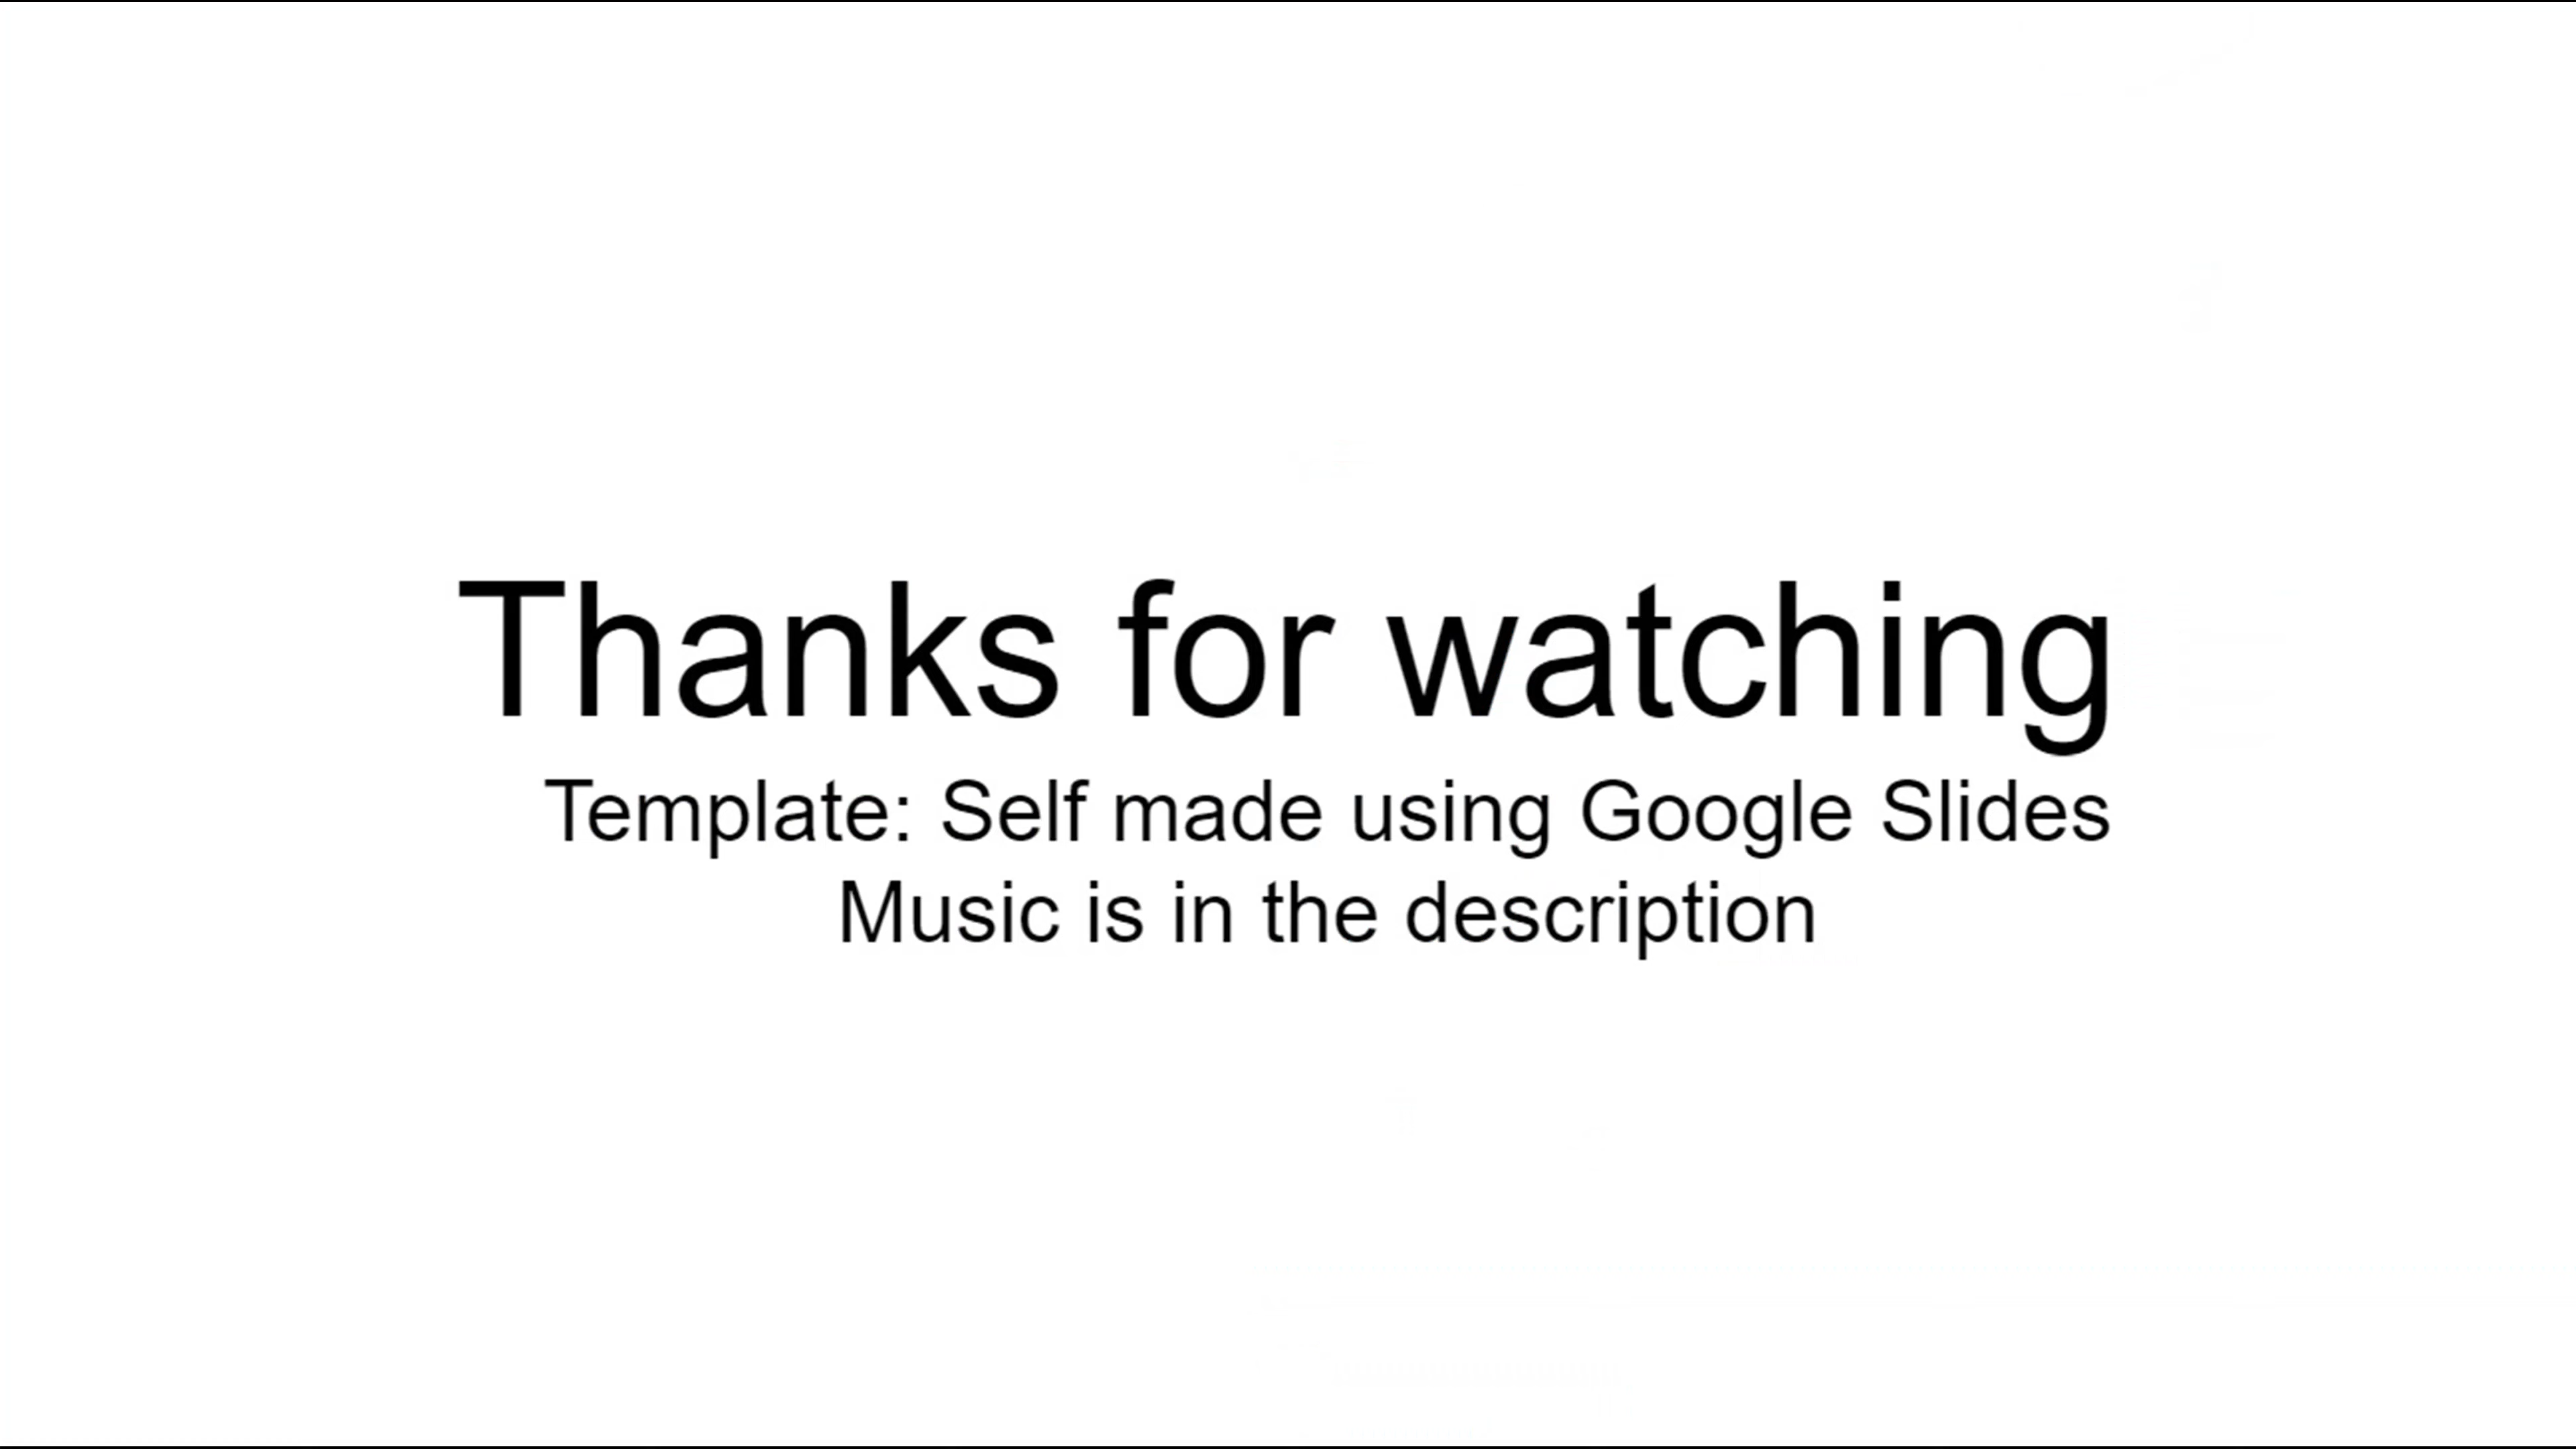 Thanks for watching
Template: Self made using Google Slides
Music is in the description